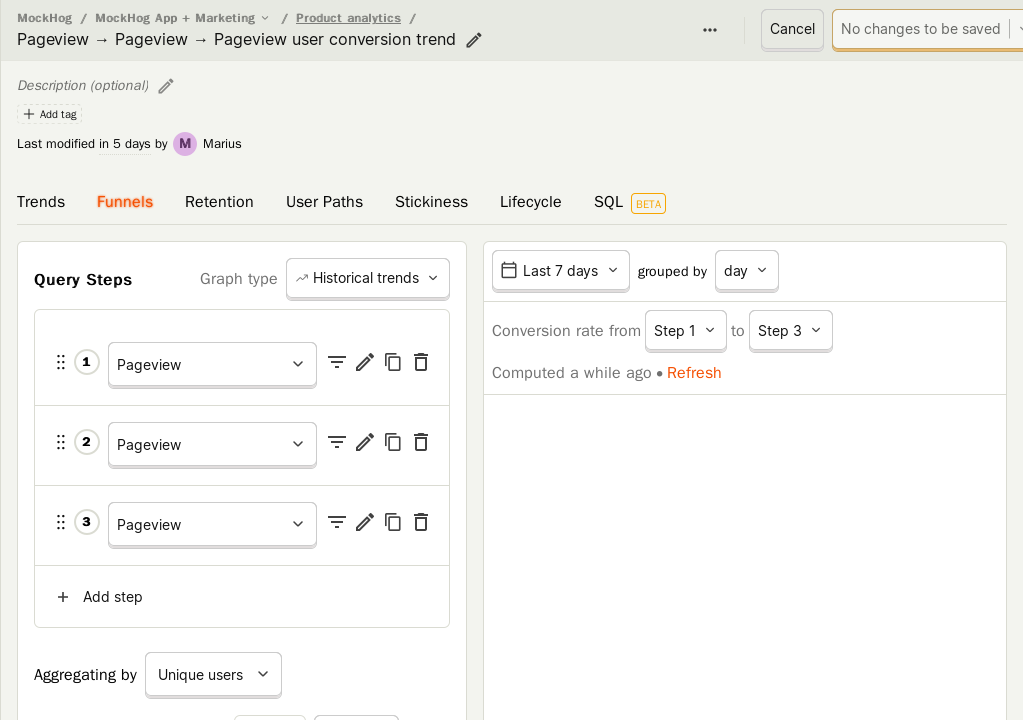 MockHog / MockHog App + Marketing / Product analytics /
Pageview → Pageview → Pageview user conversion trend
Cancel
No changes to be saved
Description (optional)
Add tag
Last modified in 5 days by M Marius
Trends Funnels Retention User Paths Stickiness Lifecycle SQL BETA
Query Steps
Graph type Historical trends
1 Pageview
2 Pageview
3 Pageview
Add step
Aggregating by Unique users
Last 7 days grouped by day
Conversion rate from Step 1 to Step 3
Computed a while ago • Refresh